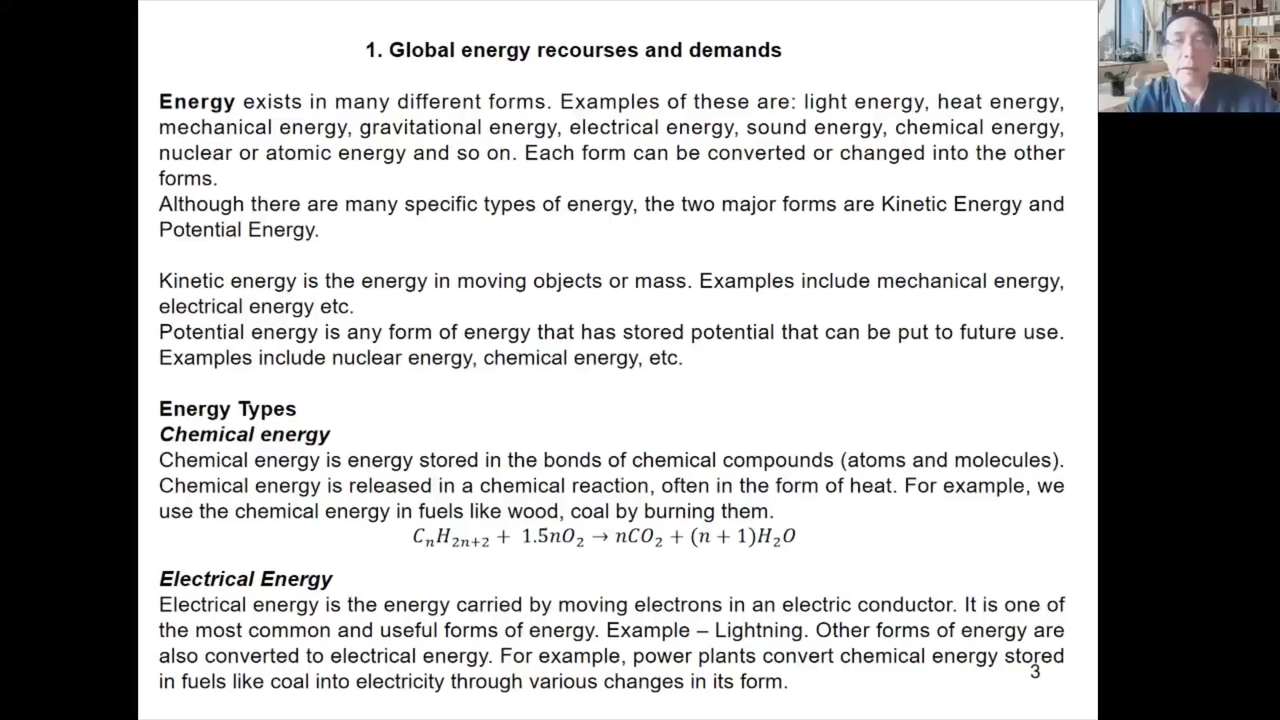 1. Global energy recourses and demands
Energy exists in many different forms. Examples of these are: light energy, heat energy,
mechanical energy, gravitational energy, electrical energy, sound energy, chemical energy,
nuclear or atomic energy and so on. Each form can be converted or changed into the other
forms.
Although there are many specific types of energy, the two major forms are Kinetic Energy and
Potential Energy.
Kinetic energy is the energy in moving objects or mass. Examples include mechanical energy,
electrical energy etc.
Potential energy is any form of energy that has stored potential that can be put to future use.
Examples include nuclear energy, chemical energy, etc.
Energy Types
Chemical energy
Chemical energy is energy stored in the bonds of chemical compounds (atoms and molecules).
Chemical energy is released in a chemical reaction, often in the form of heat. For example, we
use the chemical energy in fuels like wood, coal by burning them.
CₙH₂ₙ₊₂ + 1.5nO₂ → nCO₂ + (n + 1)H₂O
Electrical Energy
Electrical energy is the energy carried by moving electrons in an electric conductor. It is one of
the most common and useful forms of energy. Example – Lightning. Other forms of energy are
also converted to electrical energy. For example, power plants convert chemical energy stored
in fuels like coal into electricity through various changes in its form.
3